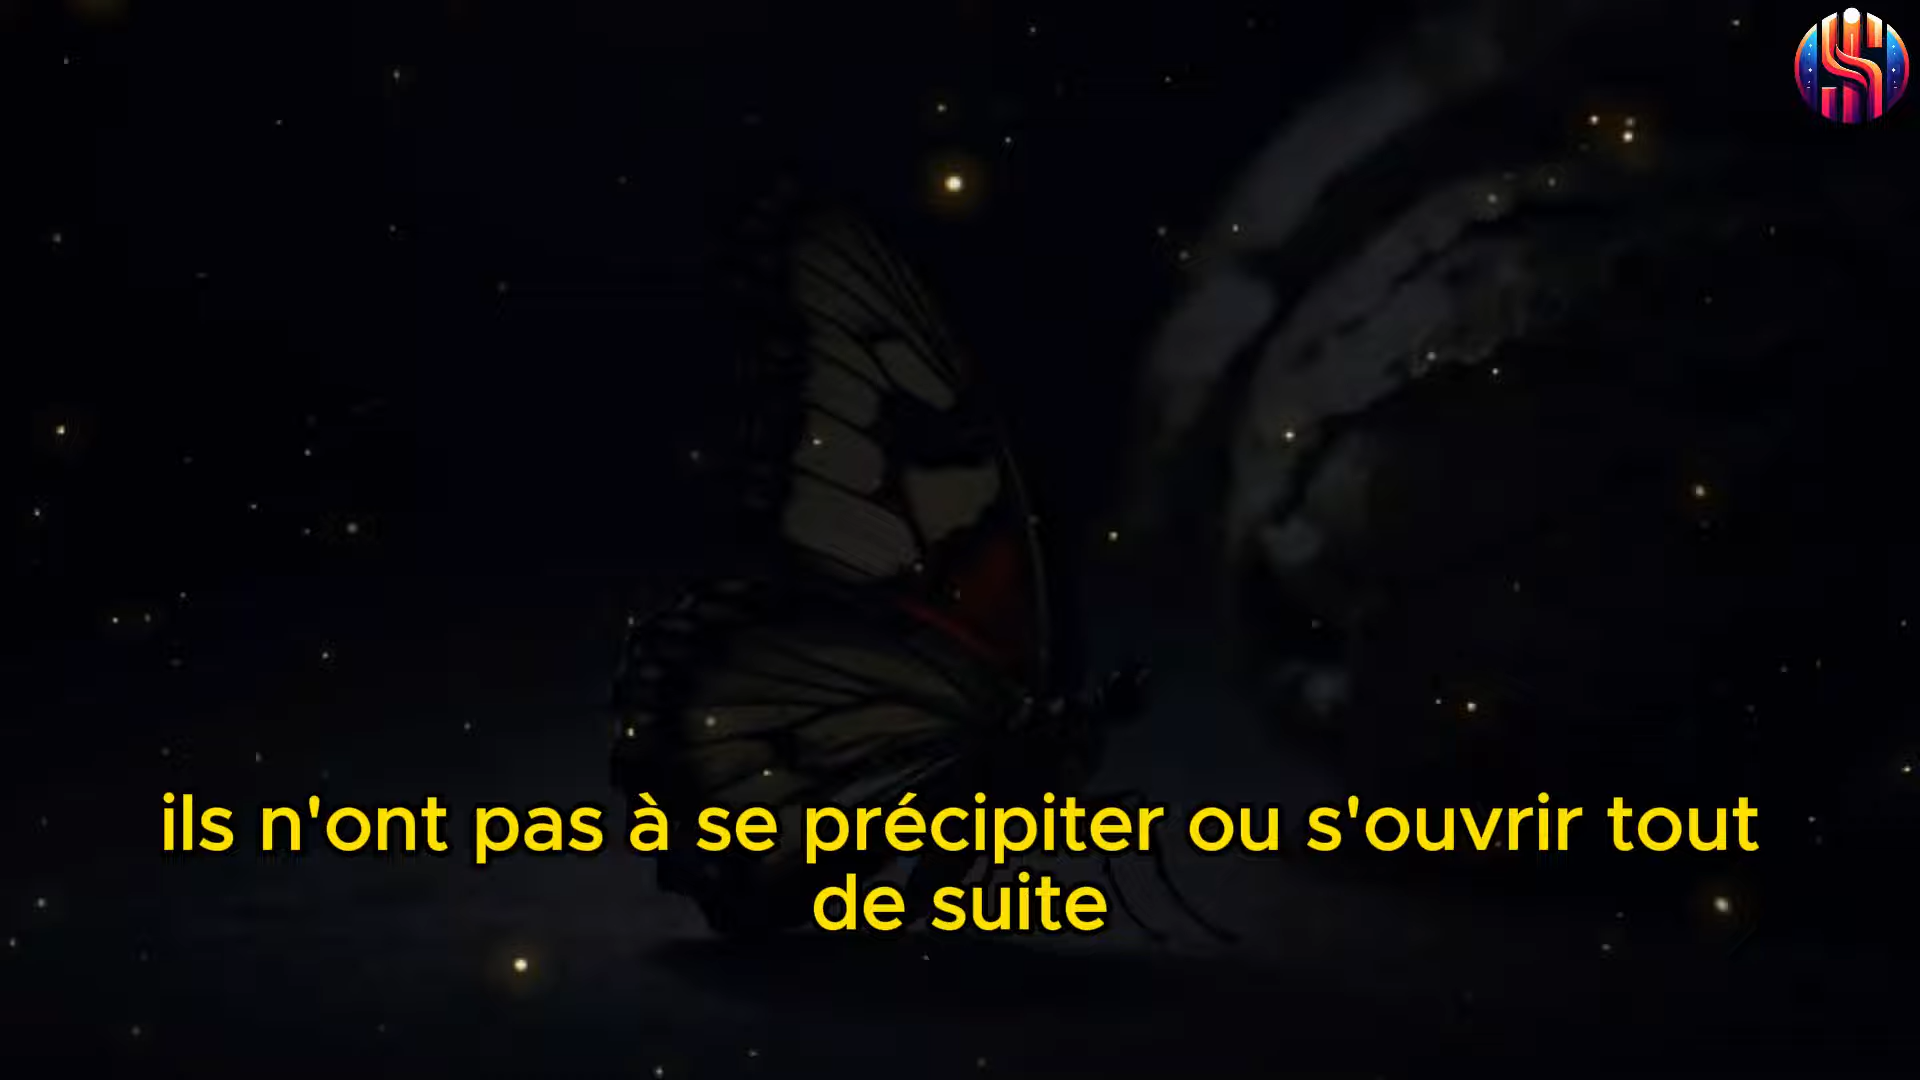 ils n'ont pas à se précipiter ou s'ouvrir tout
de suite